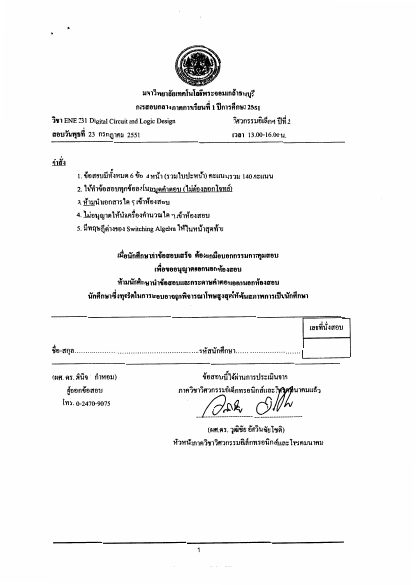 มหาวิทยาลัยเทคโนโลยีพระจอมเกล้าธนบุรี
การสอบกลางภาคการเรียนที่ 1 ปีการศึกษา 2551
วิชา ENE 231 Digital Circuit and Logic Design วิศวกรรมอิเล็กฯ ปีที่ 2
สอบวันพุธที่ 23 กรกฎาคม 2551 เวลา 13.00-16.00 น.
คำสั่ง
1. ข้อสอบมีทั้งหมด 6 ข้อ 4 หน้า (รวมใบปะหน้า) คะแนนรวม 140 คะแนน
2. ให้ทำข้อสอบทุกข้อลงในสมุดคำตอบ (ไม่ต้องลอกโจทย์)
3. ห้ามนำเอกสารใด ๆ เข้าห้องสอบ
4. ไม่อนุญาตให้นำเครื่องคำนวณใด ๆ เข้าห้องสอบ
5. มีทฤษฎีต่างของ Switching Algebra ให้ในหน้าสุดท้าย
เมื่อนักศึกษาทำข้อสอบเสร็จ ต้องยกมือบอกกรรมการคุมสอบ
เพื่อขออนุญาตออกนอกห้องสอบ
ห้ามนักศึกษานำข้อสอบและกระดาษคำตอบออกนอกห้องสอบ
นักศึกษาซึ่งทุจริตในการสอบอาจถูกพิจารณาโทษสูงสุดให้พ้นสภาพการเป็นนักศึกษา
เลขที่นั่งสอบ
ชื่อ-สกุล..............................รหัสนักศึกษา..............................
(ผศ. ดร. พินิจ กำหอม) ข้อสอบนี้ได้ผ่านการประเมินจาก
ผู้ออกข้อสอบ ภาควิชาวิศวกรรมอิเล็กทรอนิกส์และโทรคมนาคมแล้ว
โทร. 0-2470-9075
(ผศ.ดร. วุฒิชัย อัศวินชัยโชติ)
หัวหน้าภาควิชาวิศวกรรมอิเล็กทรอนิกส์และโทรคมนาคม
1